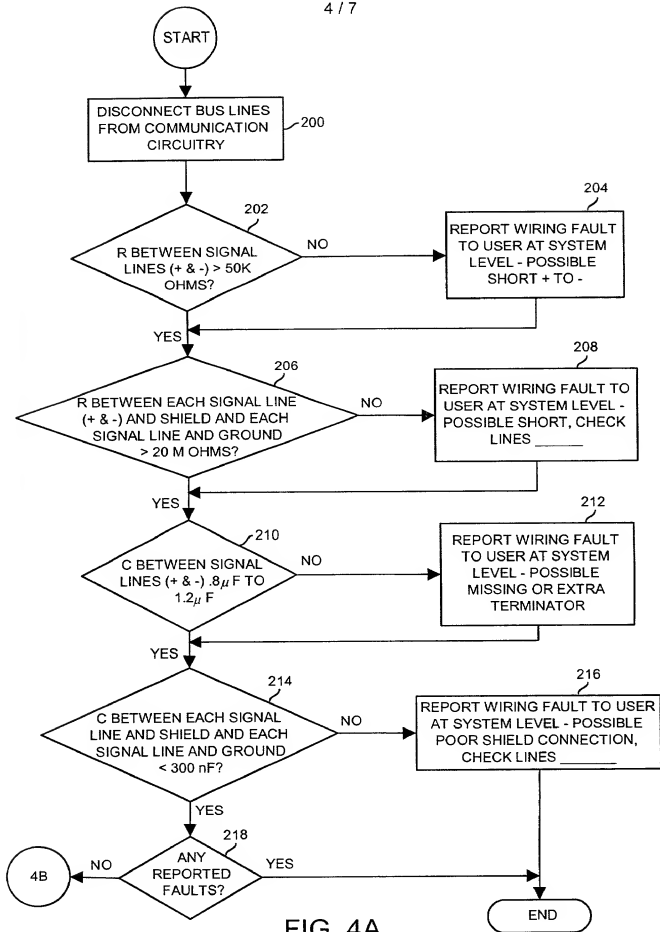 4 / 7
START
DISCONNECT BUS LINES
FROM COMMUNICATION
CIRCUITRY
200
202
R BETWEEN SIGNAL
LINES (+ & -) > 50K
OHMS?
NO
204
REPORT WIRING FAULT
TO USER AT SYSTEM
LEVEL - POSSIBLE
SHORT + TO -
YES
206
R BETWEEN EACH SIGNAL LINE
(+ & -) AND SHIELD AND EACH
SIGNAL LINE AND GROUND
> 20 M OHMS?
NO
208
REPORT WIRING FAULT TO
USER AT SYSTEM LEVEL -
POSSIBLE SHORT, CHECK
LINES ______
YES
210
C BETWEEN SIGNAL
LINES (+ & -) .8μ F TO
1.2μ F
NO
212
REPORT WIRING FAULT
TO USER AT SYSTEM
LEVEL - POSSIBLE
MISSING OR EXTRA
TERMINATOR
YES
214
C BETWEEN EACH SIGNAL
LINE AND SHIELD AND EACH
SIGNAL LINE AND GROUND
< 300 nF?
NO
216
REPORT WIRING FAULT TO USER
AT SYSTEM LEVEL - POSSIBLE
POOR SHIELD CONNECTION,
CHECK LINES ______
YES
218
ANY
REPORTED
FAULTS?
NO
4B
YES
END
FIG. 4A